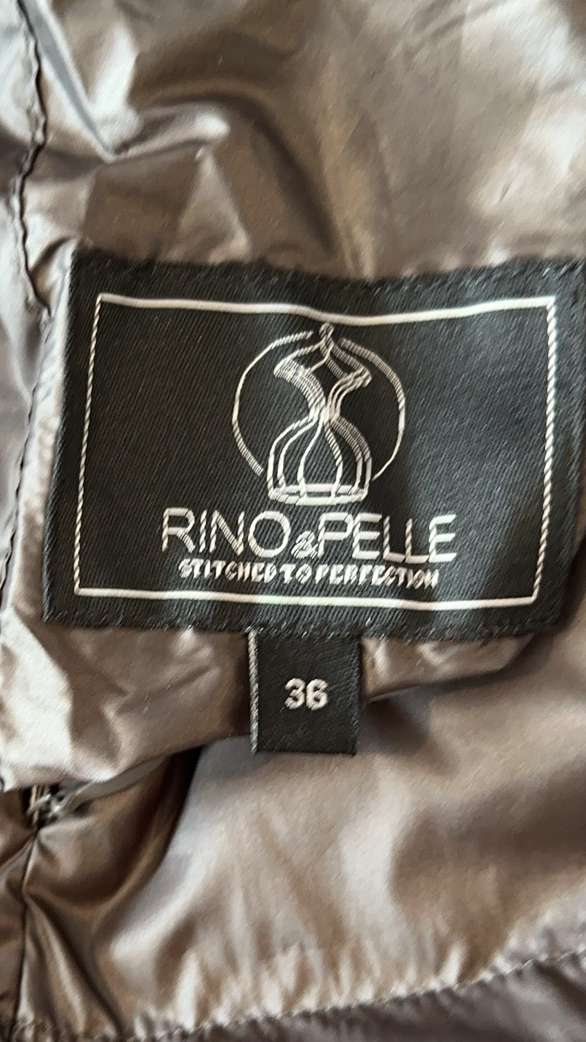 RINO&PELLE
STITCHED TO PERFECTION
36